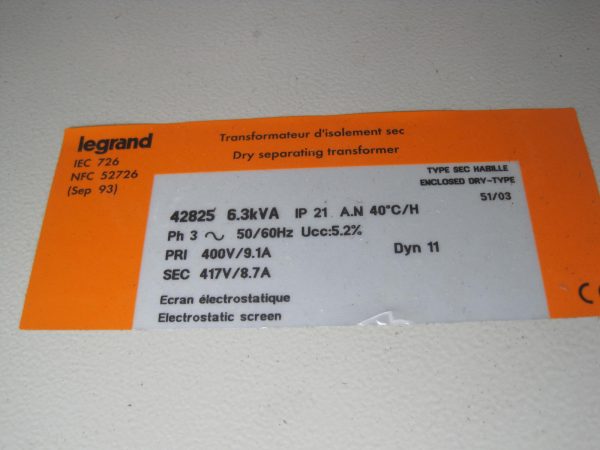 legrand
IEC 726
NFC 52726
(Sep 93)
Transformateur d'isolement sec
Dry separating transformer
TYPE SEC HABILLE
ENCLOSED DRY-TYPE
51/03
42825 6.3kVA IP 21 A.N 40°C/H
Ph 3 ~ 50/60Hz Ucc:5.2%
PRI 400V/9.1A
Dyn 11
SEC 417V/8.7A
Ecran électrostatique
Electrostatic screen